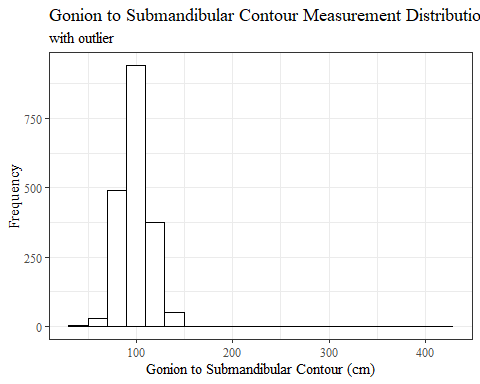 Gonion to Submandibular Contour Measurement Distributio
with outlier
750
500
250
0
Frequency
100 200 300 400
Gonion to Submandibular Contour (cm)